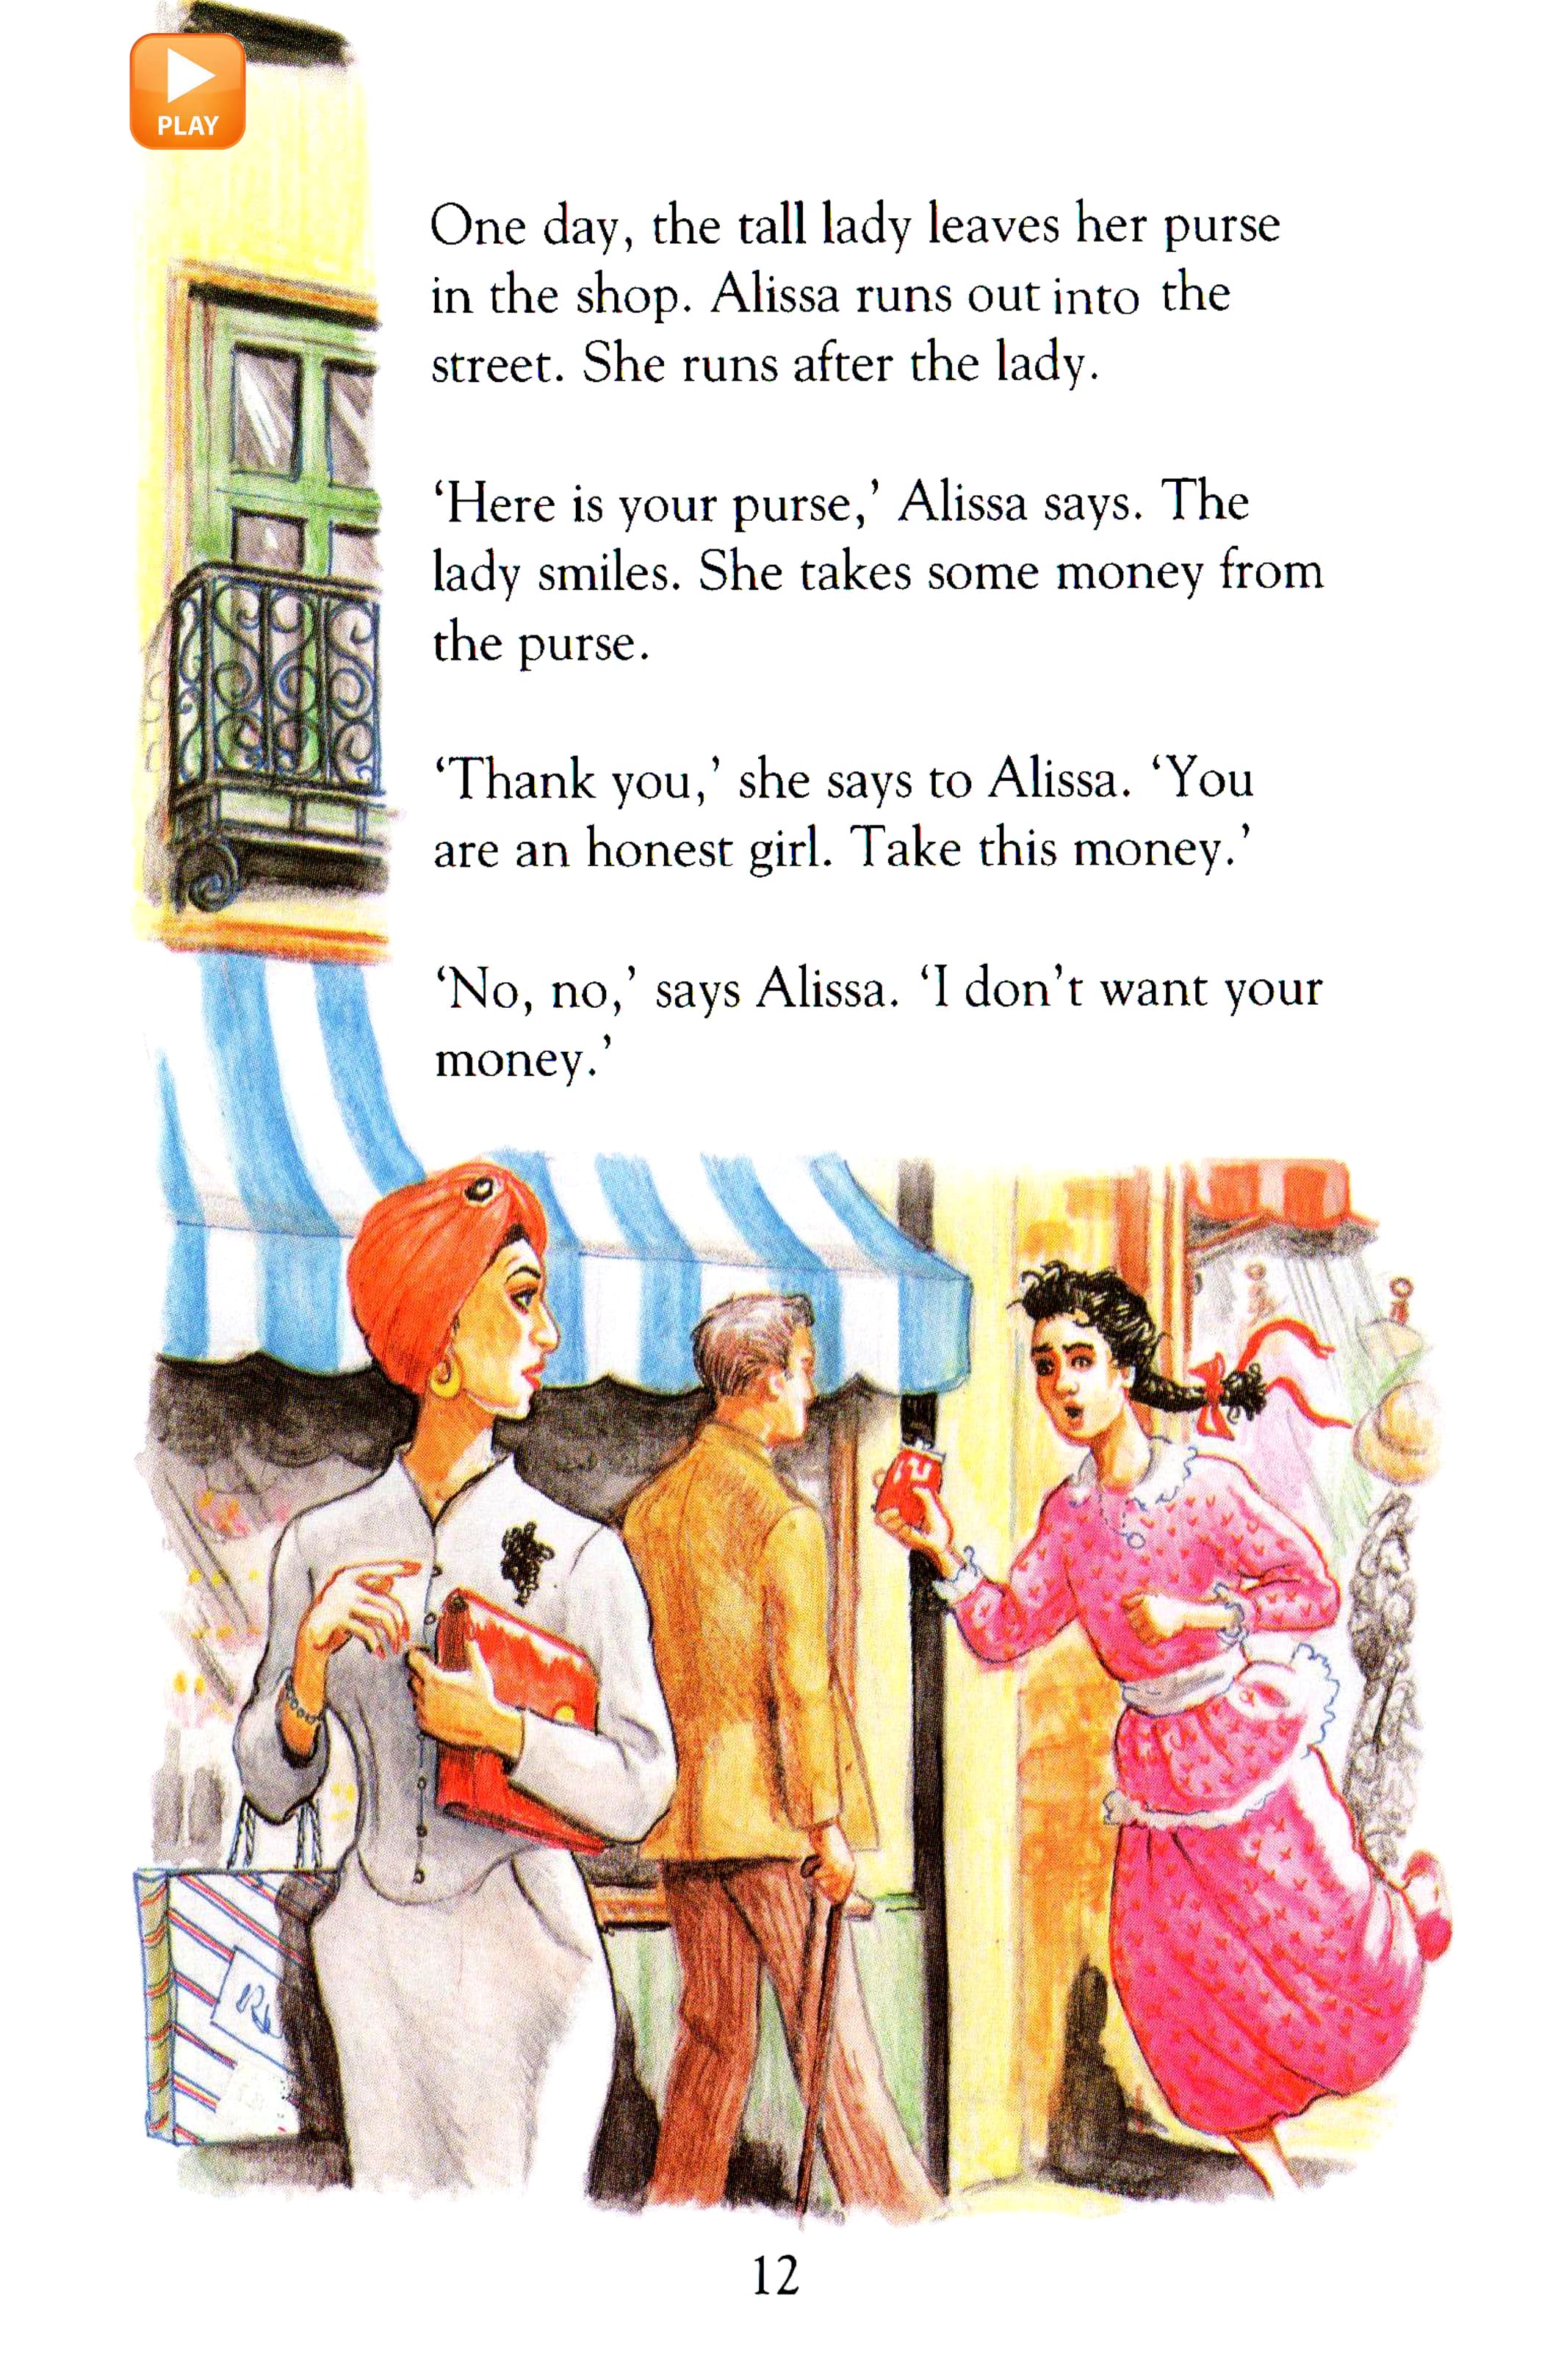 PLAY
One day, the tall lady leaves her purse
in the shop. Alissa runs out into the
street. She runs after the lady.
‘Here is your purse,’ Alissa says. The
lady smiles. She takes some money from
the purse.
‘Thank you,’ she says to Alissa. ‘You
are an honest girl. Take this money.’
‘No, no,’ says Alissa. ‘I don’t want your
money.’
12